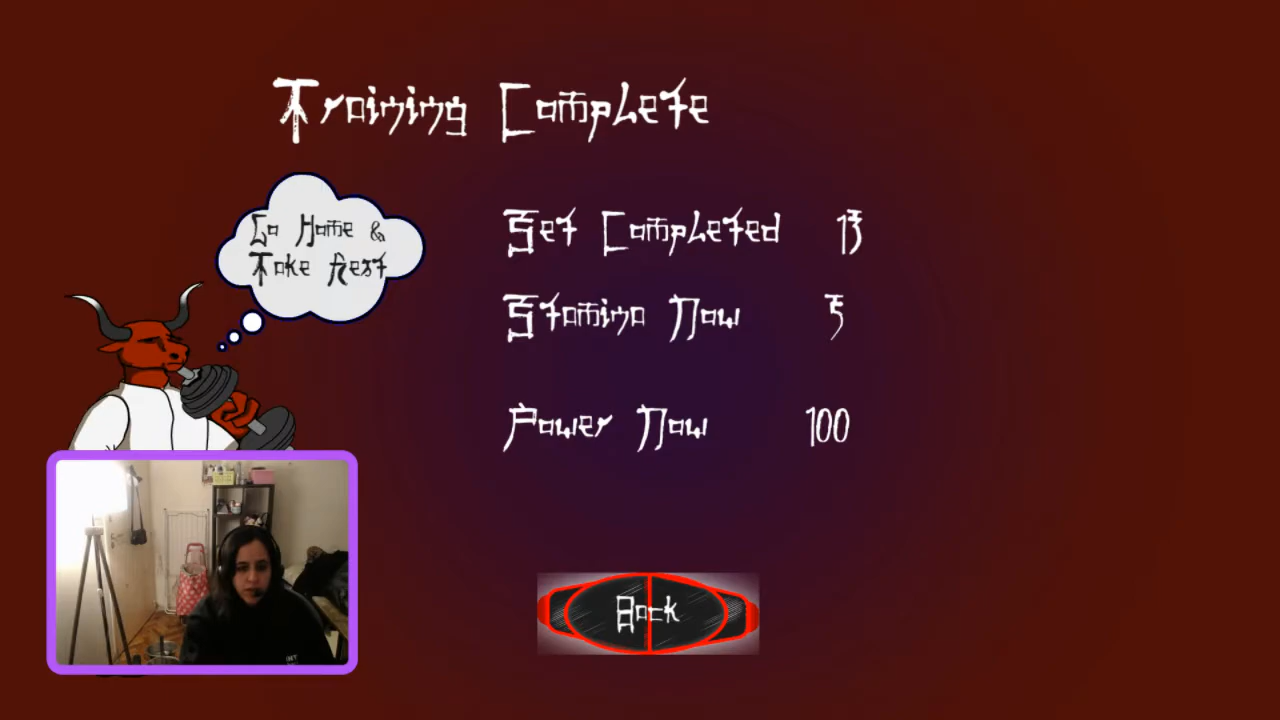 Training Complete
Go Home &
Take Rest
Set Completed 13
Stamina Now 5
Power Now 100
Back